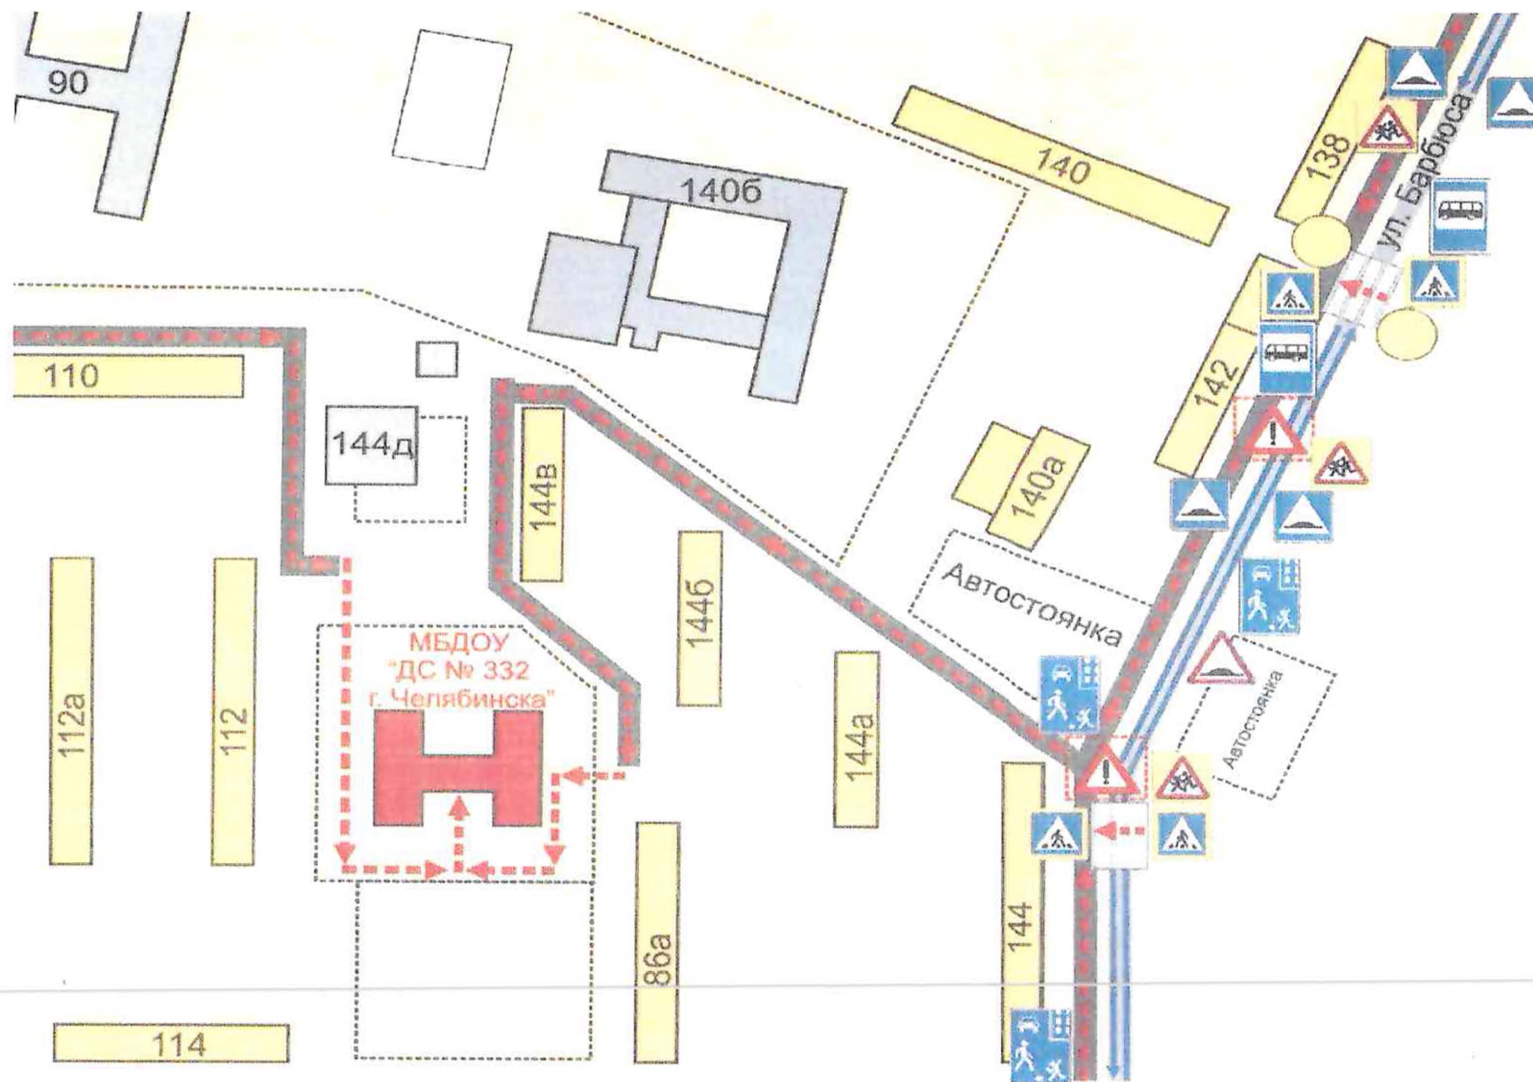 90
140б
140
138
ул. Барбюса
142
110
144д
144в
140а
Автостоянка
144б
МБДОУ
"ДС № 332
г. Челябинска"
112а
112
144а
Автостоянка
144
86а
114